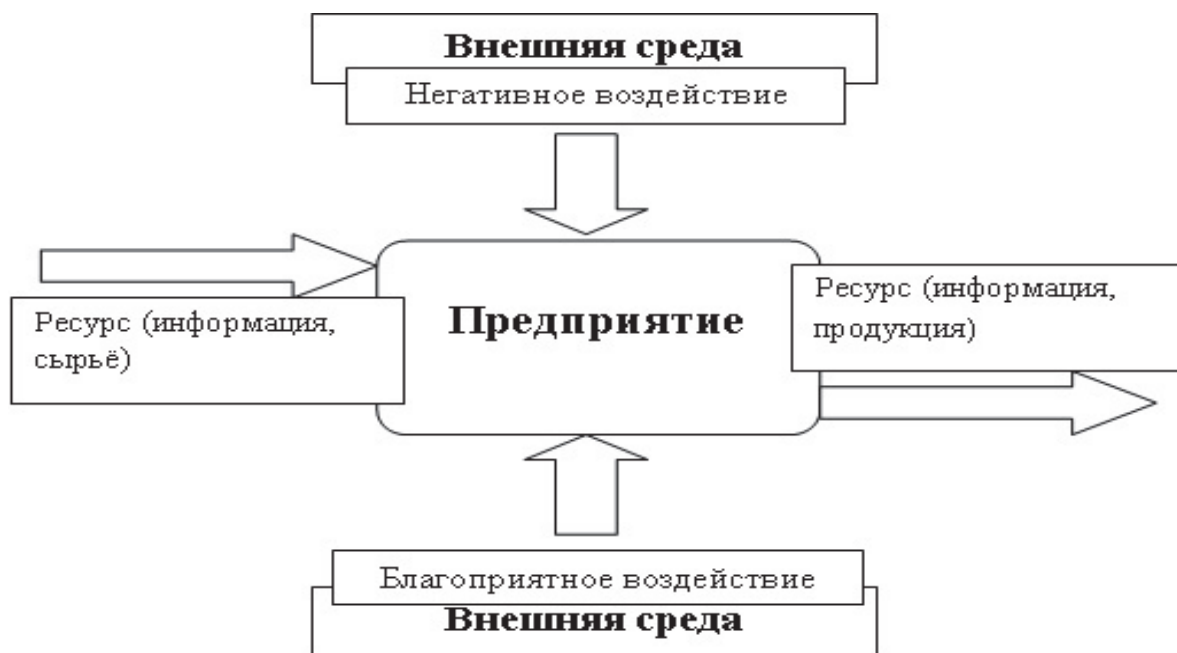 Внешняя среда
Негативное воздействие
Ресурс (информация,
сырьё)
Предприятие
Ресурс (информация,
продукция)
Благоприятное воздействие
Внешняя среда